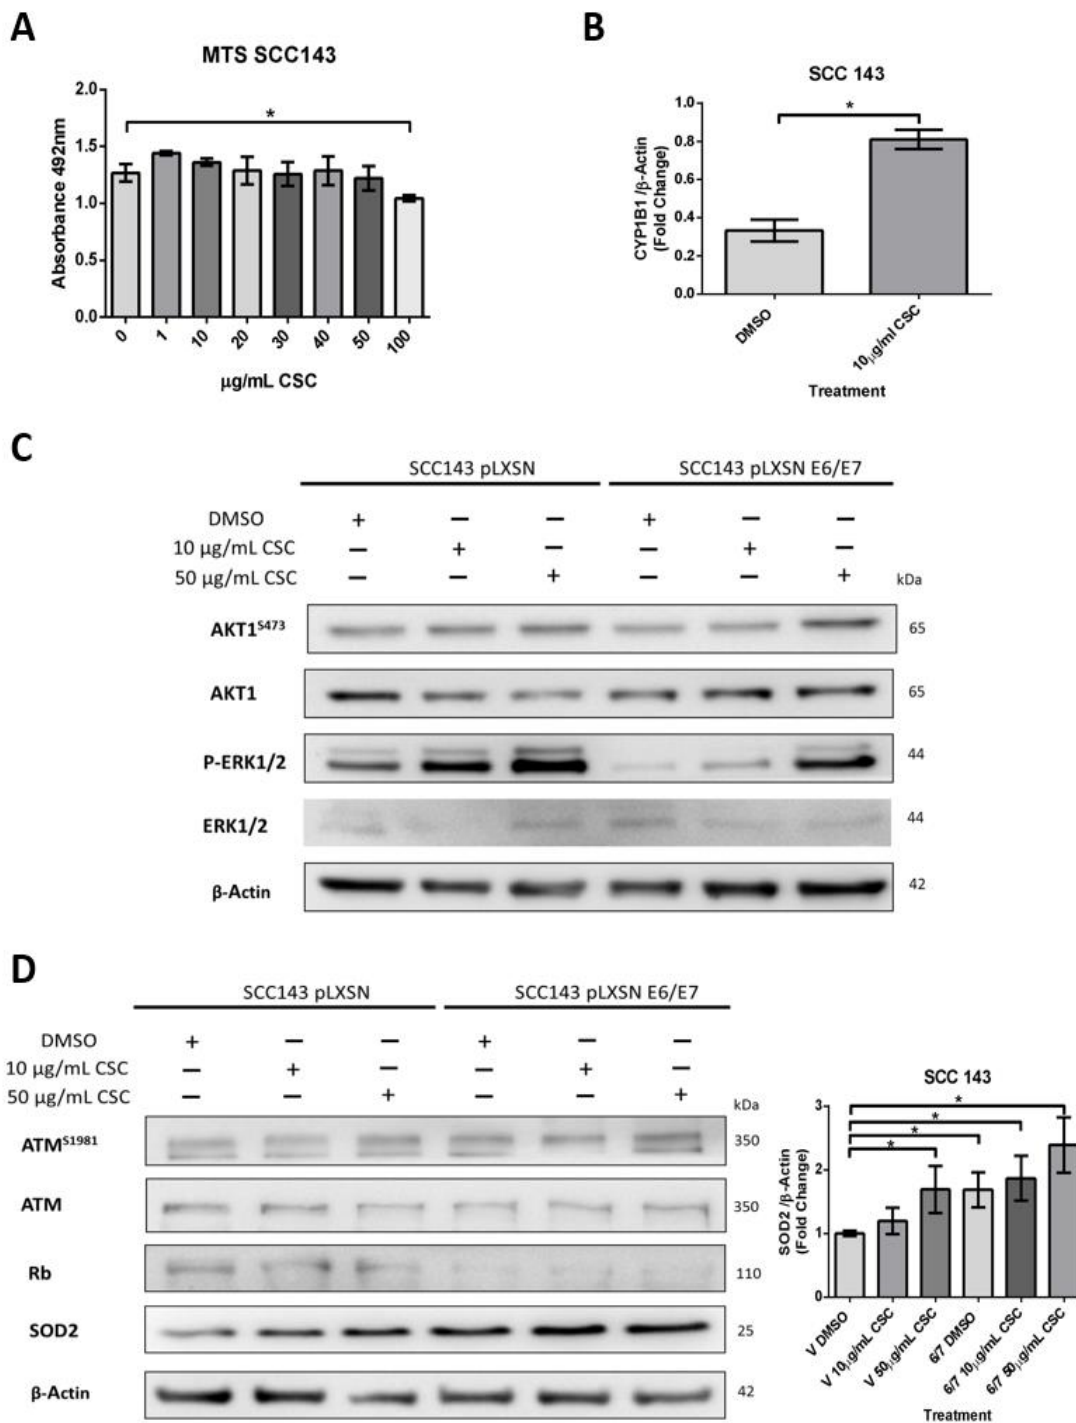 A
MTS SCC143
Absorbance 492nm
2.0
1.5
1.0
0.5
0.0
*
0 1 10 20 30 40 50 100
μg/mL CSC
B
SCC 143
CYP1B1 /β-Actin
(Fold Change)
1.0
0.8
0.6
0.4
0.2
0.0
*
DMSO 10μg/ml CSC
Treatment
C
SCC143 pLXSN SCC143 pLXSN E6/E7
DMSO + − − + − −
10 μg/mL CSC − + − − + −
50 μg/mL CSC − − + − − +
kDa
AKT1S473 65
AKT1 65
P-ERK1/2 44
ERK1/2 44
β-Actin 42
D
SCC143 pLXSN SCC143 pLXSN E6/E7
DMSO + − − + − −
10 μg/mL CSC − + − − + −
50 μg/mL CSC − − + − − +
kDa
ATMS1981 350
ATM 350
Rb 110
SOD2 25
β-Actin 42
SCC 143
SOD2 /β-Actin
(Fold Change)
3
2
1
0
*
*
*
*
V DMSO V 10μg/mL CSC V 50μg/mL CSC 6/7 DMSO 6/7 10μg/mL CSC 6/7 50μg/mL CSC
Treatment